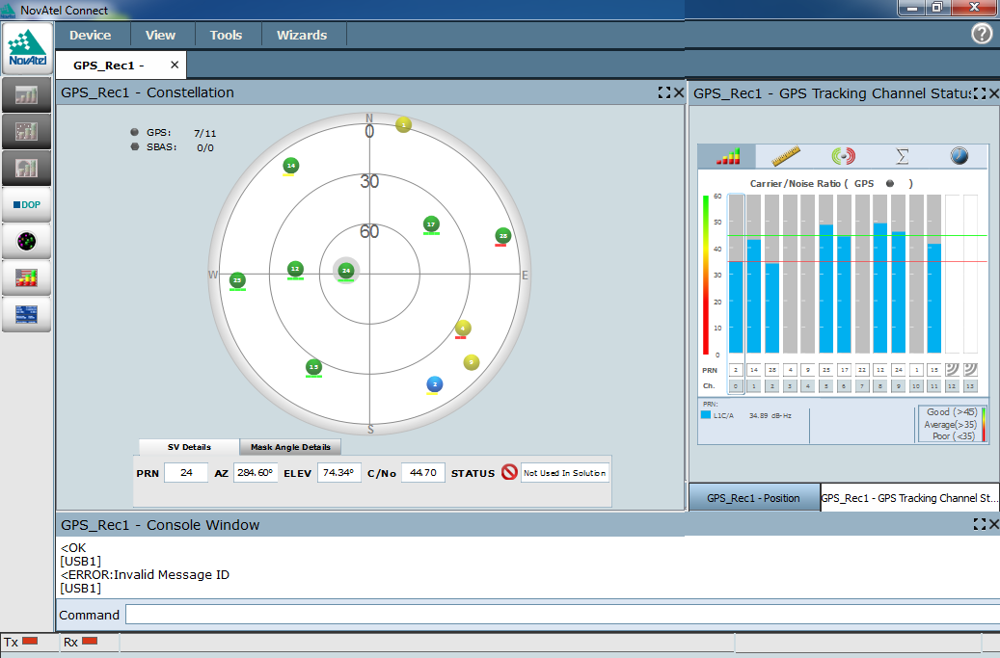 NovAtel Connect
NovAtel
Device View Tools Wizards ?
GPS_Rec1 - ×
GPS_Rec1 - Constellation
GPS_Rec1 - GPS Tracking Channel Status
GPS: 7/11
SBAS: 0/0
N
0
30
60
W
E
S
1
14
17
28
12
24
25
4
9
15
2
DOP
Carrier/Noise Ratio ( GPS )
60
50
40
30
20
10
0
PRN 2 14 28 4 9 25 17 22 12 24 1 15
Ch. 0 1 2 3 4 5 6 7 8 9 10 11 12 13
PRN:
L1C/A 34.89 dB-Hz
Good (>45)
Average(>35)
Poor (<35)
SV Details Mask Angle Details
PRN 24 AZ 284.60° ELEV 74.34° C/No 44.70 STATUS Not Used In Solution
GPS_Rec1 - Position GPS_Rec1 - GPS Tracking Channel St...
GPS_Rec1 - Console Window
<OK
[USB1]
<ERROR:Invalid Message ID
[USB1]
Command
Tx Rx